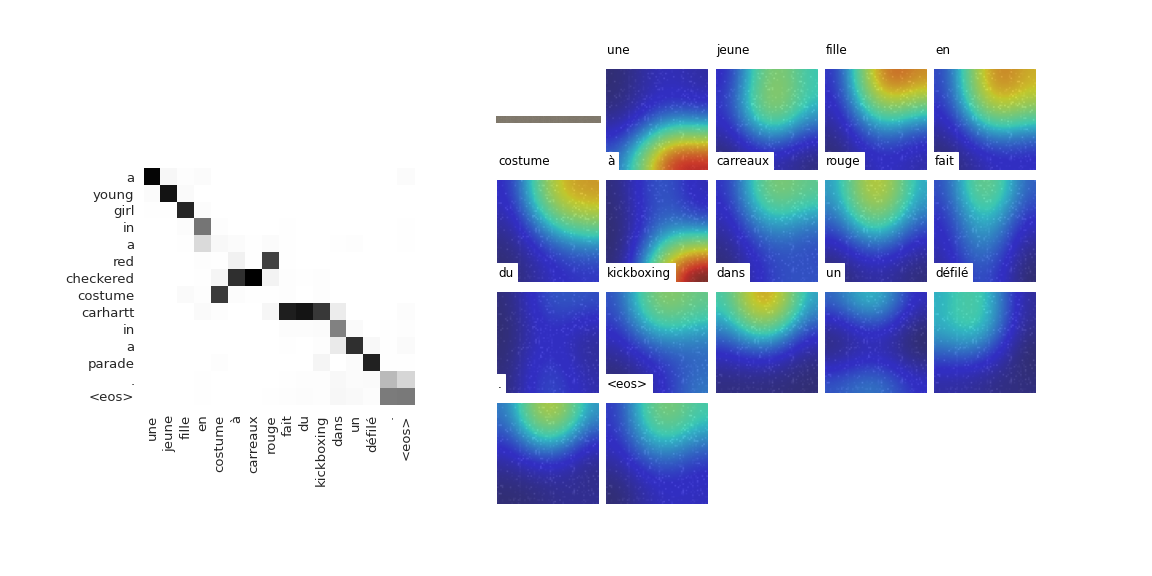 a
young
girl
in
a
red
checkered
costume
carhartt
in
a
parade
.
<eos>
une
jeune
fille
en
costume
à
carreaux
rouge
fait
du
kickboxing
dans
un
défilé
.
<eos>
une jeune fille en
costume à carreaux rouge fait
du kickboxing dans un défilé
. <eos>